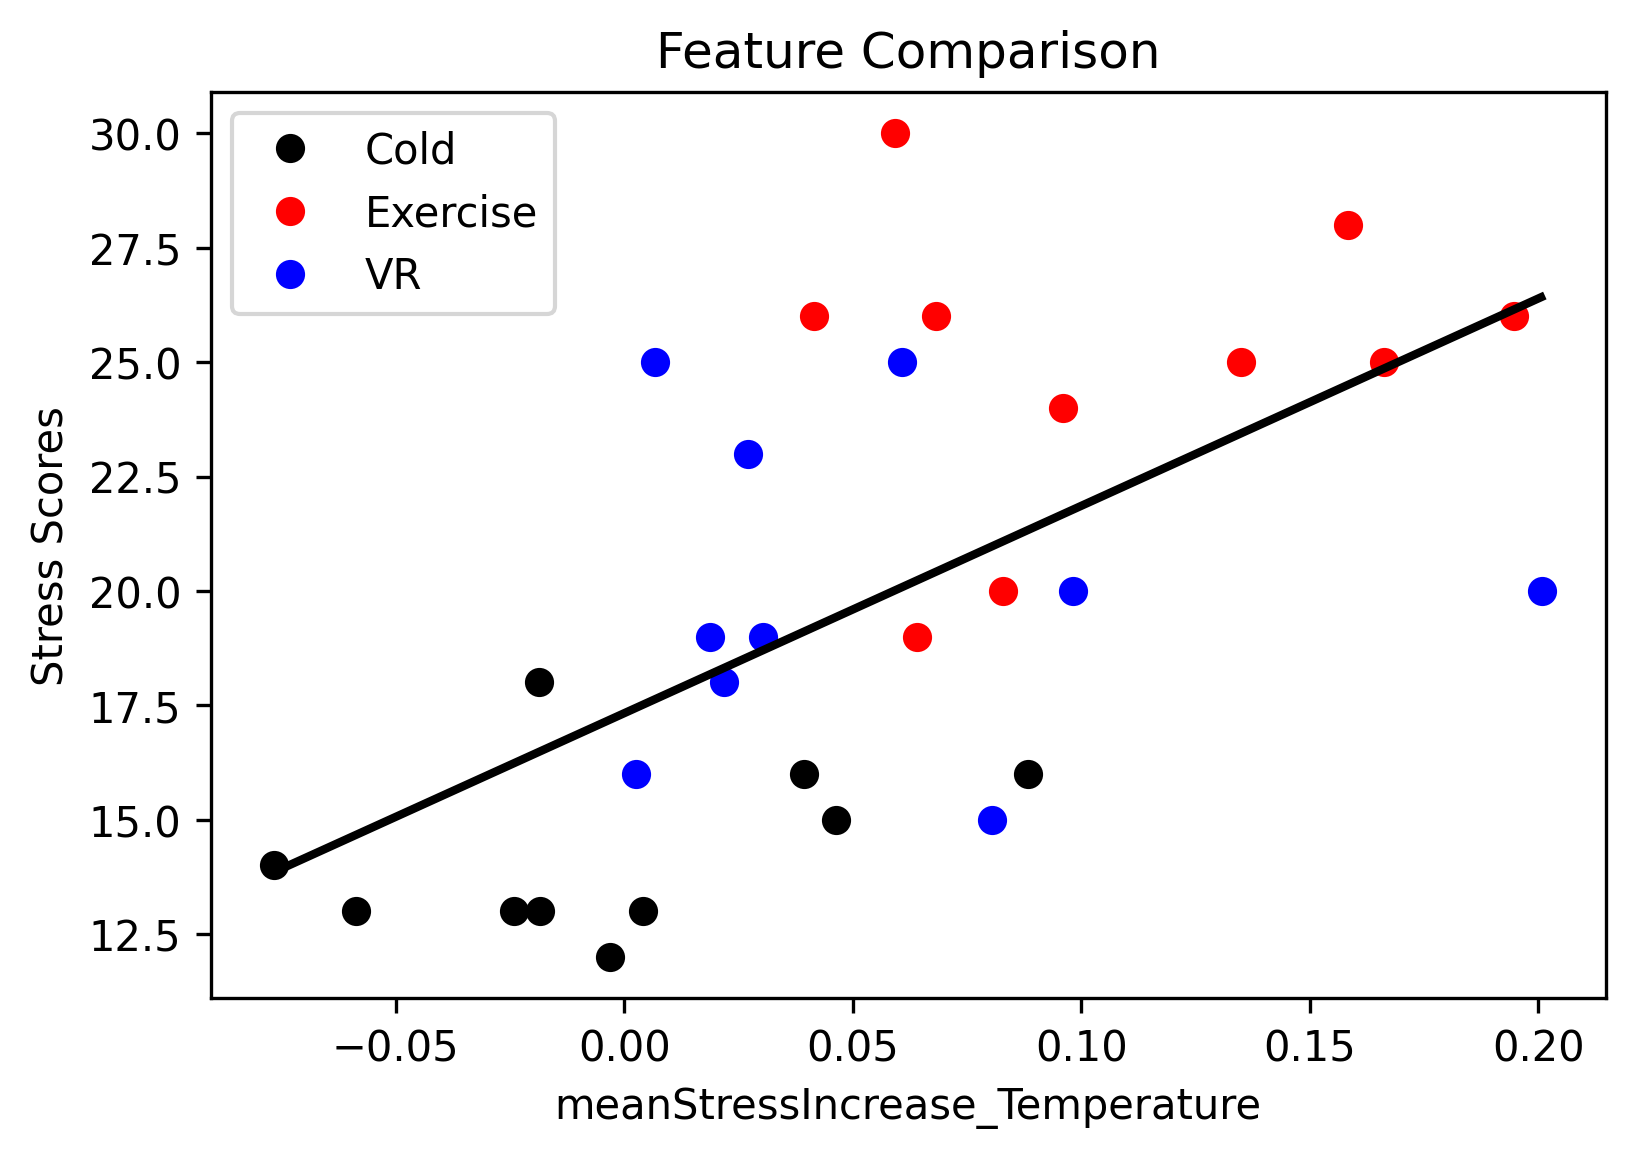 Feature Comparison
Cold
Exercise
VR
30.0
27.5
25.0
22.5
20.0
17.5
15.0
12.5
Stress Scores
−0.05 0.00 0.05 0.10 0.15 0.20
meanStressIncrease_Temperature